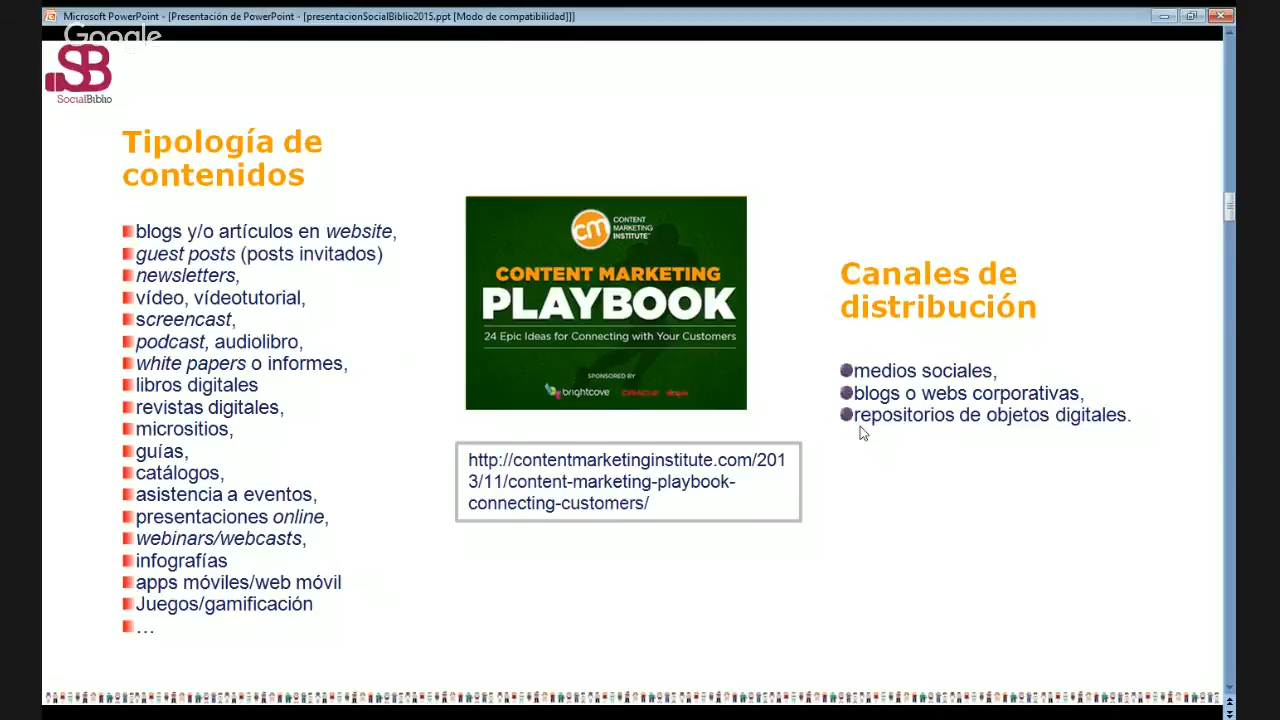 Microsoft PowerPoint - [Presentación de PowerPoint - [presentacionSocialBiblio2015.ppt [Modo de compatibilidad]]]
Google
SB
SocialBiblio
Tipología de
contenidos
blogs y/o artículos en website,
guest posts (posts invitados)
newsletters,
vídeo, vídeotutorial,
screencast,
podcast, audiolibro,
white papers o informes,
libros digitales
revistas digitales,
micrositios,
guías,
catálogos,
asistencia a eventos,
presentaciones online,
webinars/webcasts,
infografías
apps móviles/web móvil
Juegos/gamificación
...
cm
CONTENT
MARKETING
INSTITUTE™
CONTENT MARKETING
PLAYBOOK
24 Epic Ideas for Connecting with Your Customers
SPONSORED BY
brightcove ORACLE
http://contentmarketinginstitute.com/201
3/11/content-marketing-playbook-
connecting-customers/
Canales de
distribución
medios sociales,
blogs o webs corporativas,
repositorios de objetos digitales.